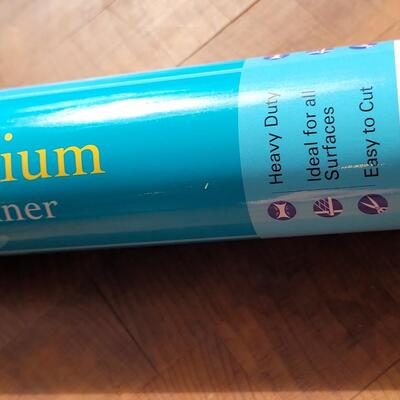 ium
ner
Heavy Duty
Ideal for all
Surfaces
Easy to Cut